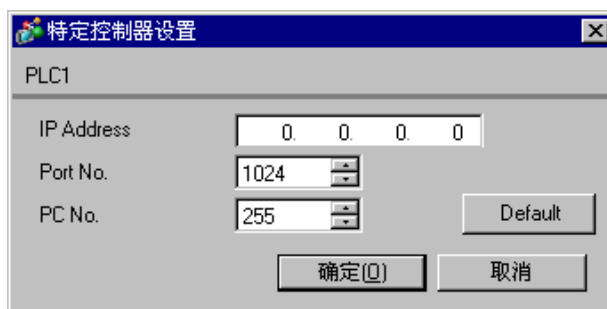 特定控制器设置
PLC1
IP Address 0. 0. 0. 0
Port No. 1024
PC No. 255 Default
确定(O) 取消